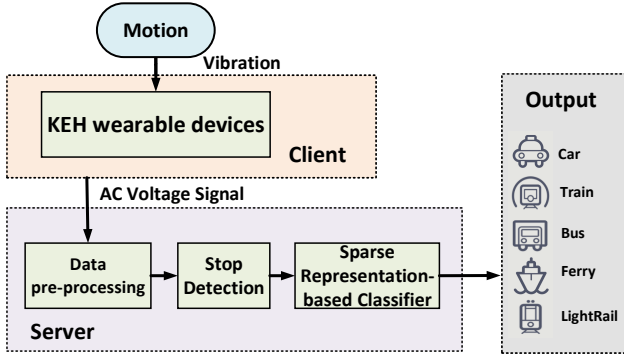 Motion
Vibration
KEH wearable devices
Client
AC Voltage Signal
Data
pre-processing
Stop
Detection
Sparse
Representation-
based Classifier
Server
Output
Car
Train
Bus
Ferry
LightRail